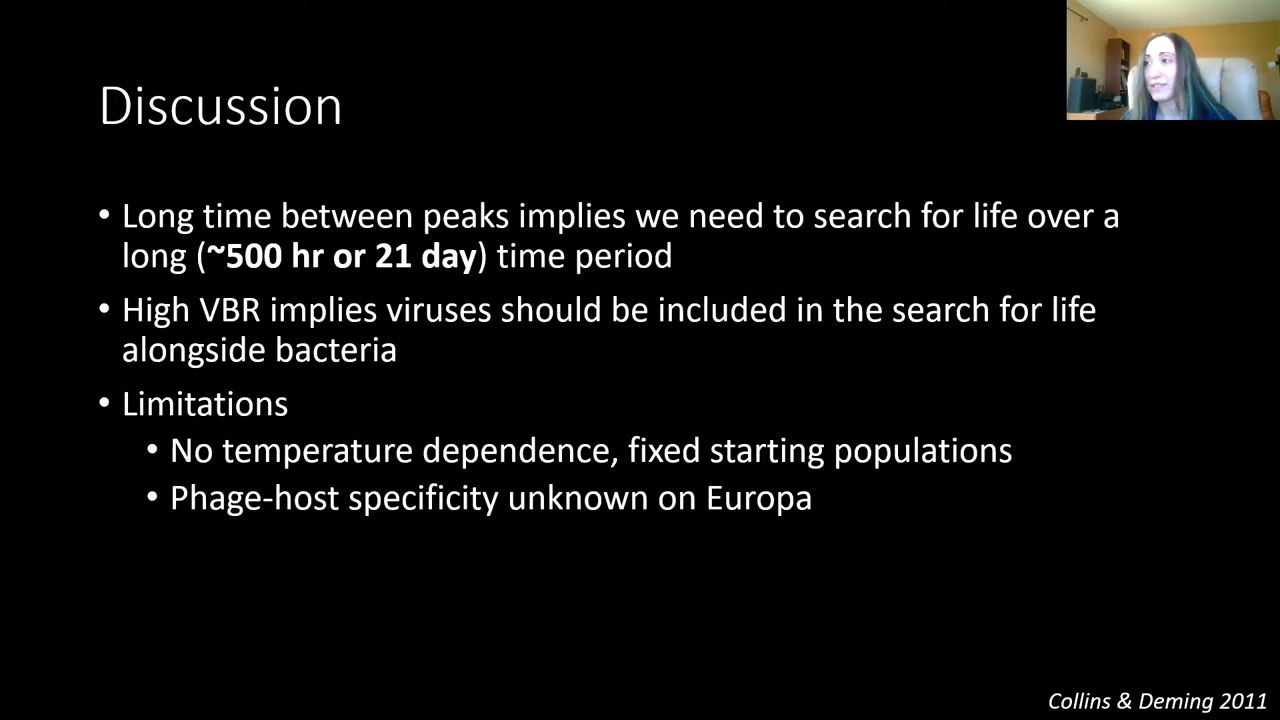 Discussion
• Long time between peaks implies we need to search for life over a
long (~500 hr or 21 day) time period
• High VBR implies viruses should be included in the search for life
alongside bacteria
• Limitations
• No temperature dependence, fixed starting populations
• Phage-host specificity unknown on Europa
Collins & Deming 2011